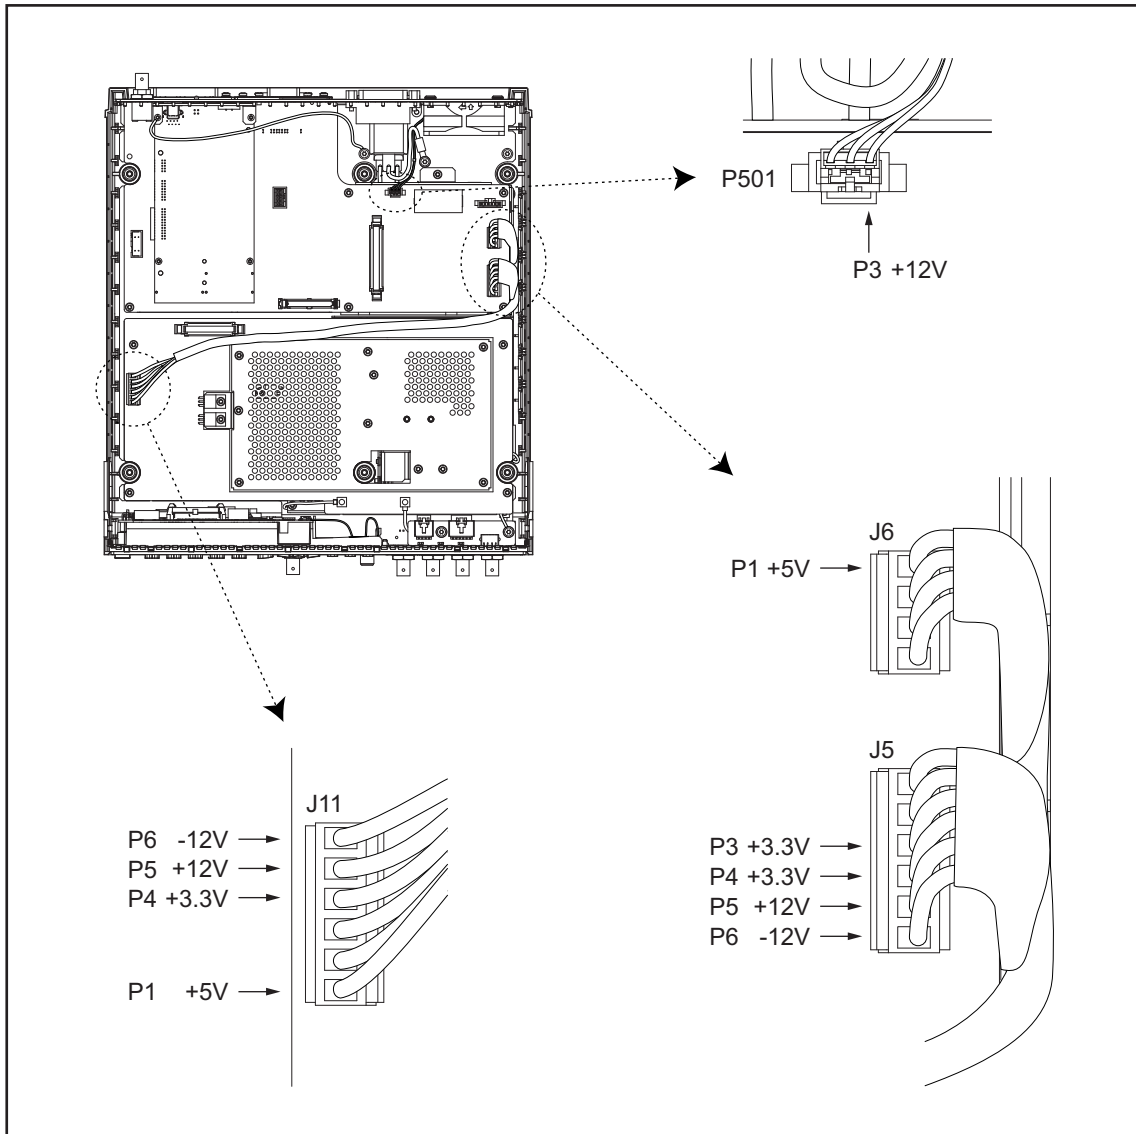 P501
P3 +12V
J6
P1 +5V
J5
P3 +3.3V
P4 +3.3V
P5 +12V
P6 -12V
J11
P6 -12V
P5 +12V
P4 +3.3V
P1 +5V